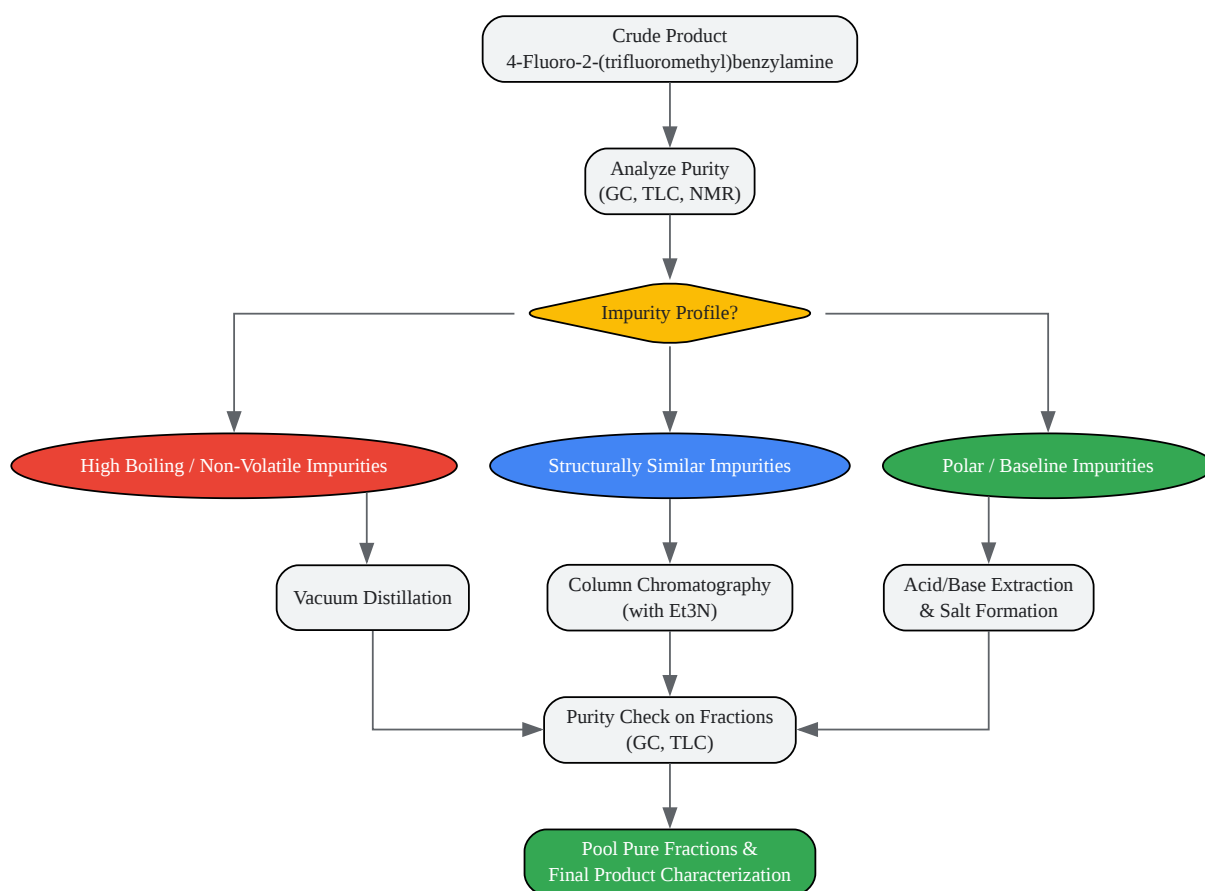 Crude Product
4-Fluoro-2-(trifluoromethyl)benzylamine
Analyze Purity
(GC, TLC, NMR)
Impurity Profile?
High Boiling / Non-Volatile Impurities
Structurally Similar Impurities
Polar / Baseline Impurities
Vacuum Distillation
Column Chromatography
(with Et3N)
Acid/Base Extraction
& Salt Formation
Purity Check on Fractions
(GC, TLC)
Pool Pure Fractions &
Final Product Characterization